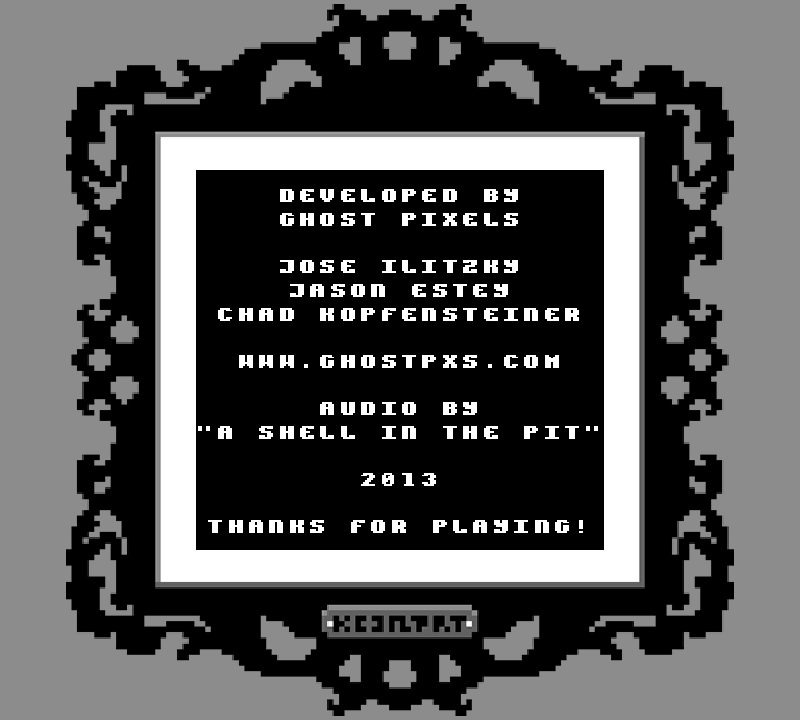 DEVELOPED BY
GHOST PIXELS
JOSE ILITZKY
JASON ESTEY
CHAD KOPFENSTEINER
WWW.GHOSTPXS.COM
AUDIO BY
"A SHELL IN THE PIT"
2013
THANKS FOR PLAYING!